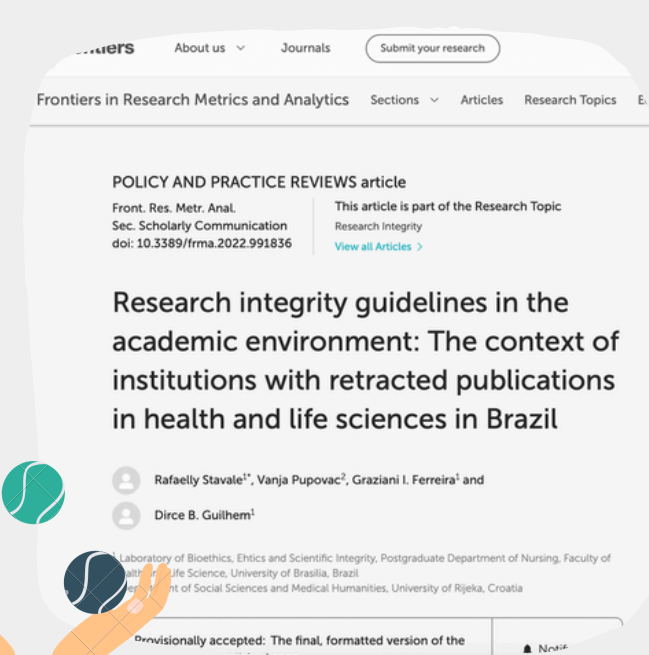 About us Journals Submit your research
Frontiers in Research Metrics and Analytics Sections Articles Research Topics
POLICY AND PRACTICE REVIEWS article
Front. Res. Metr. Anal.
Sec. Scholarly Communication
doi: 10.3389/frma.2022.991836
This article is part of the Research Topic
Research Integrity
View all Articles >
Research integrity guidelines in the
academic environment: The context of
institutions with retracted publications
in health and life sciences in Brazil
Rafaelly Stavale1*, Vanja Pupovac2, Graziani I. Ferreira1 and
Dirce B. Guilhem1
1 Laboratory of Bioethics, Ehtics and Scientific Integrity, Postgraduate Department of Nursing, Faculty of
Life Science, University of Brasilia, Brazil
of Social Sciences and Medical Humanities, University of Rijeka, Croatia
Provisionally accepted: The final, formatted version of the